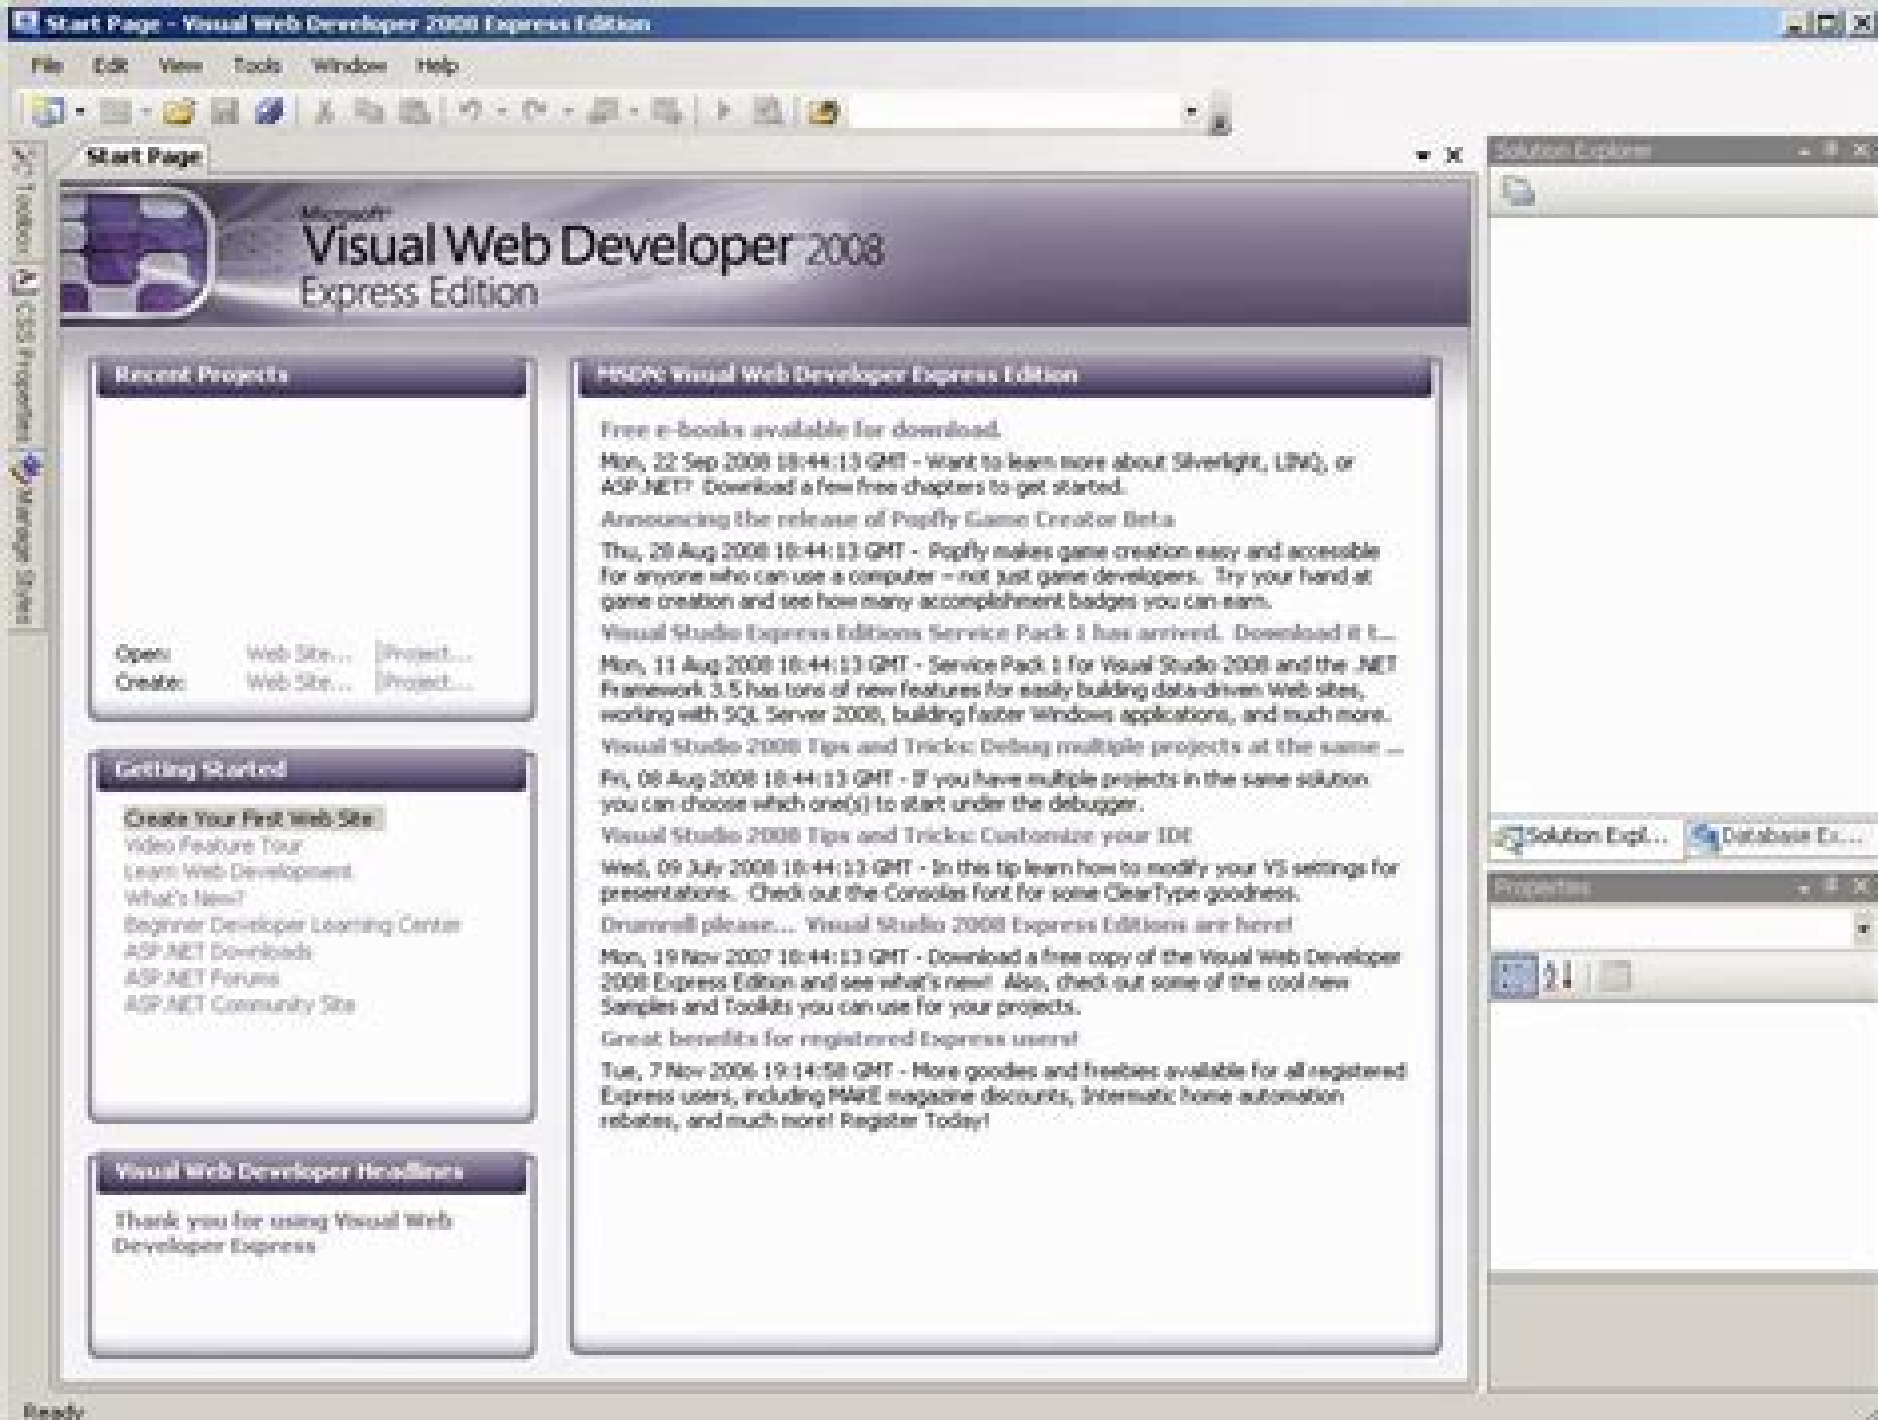 Start Page - Visual Web Developer 2008 Express Edition
File Edit View Tools Window Help
Start Page
Toolbox
CSS Properties
Manage Styles
Microsoft
Visual Web Developer 2008
Express Edition
Recent Projects
Open: Web Site... Project...
Create: Web Site... Project...
Getting Started
Create Your First Web Site
Video Feature Tour
Learn Web Development
What's New?
Beginner Developer Learning Center
ASP.NET Downloads
ASP.NET Forums
ASP.NET Community Site
Visual Web Developer Headlines
Thank you for using Visual Web
Developer Express
MSDN: Visual Web Developer Express Edition
Free e-books available for download.
Mon, 22 Sep 2008 18:44:13 GMT - Want to learn more about Silverlight, LINQ, or
ASP.NET? Download a few free chapters to get started.
Announcing the release of Popfly Game Creator Beta
Thu, 28 Aug 2008 18:44:13 GMT - Popfly makes game creation easy and accessible
for anyone who can use a computer – not just game developers. Try your hand at
game creation and see how many accomplishment badges you can earn.
Visual Studio Express Editions Service Pack 1 has arrived. Download it t...
Mon, 11 Aug 2008 18:44:13 GMT - Service Pack 1 for Visual Studio 2008 and the .NET
Framework 3.5 has tons of new features for easily building data-driven Web sites,
working with SQL Server 2008, building faster Windows applications, and much more.
Visual Studio 2008 Tips and Tricks: Debug multiple projects at the same ...
Fri, 08 Aug 2008 18:44:13 GMT - If you have multiple projects in the same solution
you can choose which one(s) to start under the debugger.
Visual Studio 2008 Tips and Tricks: Customize your IDE
Wed, 09 July 2008 18:44:13 GMT - In this tip learn how to modify your VS settings for
presentations. Check out the Consolas font for some ClearType goodness.
Drumroll please... Visual Studio 2008 Express Editions are here!
Mon, 19 Nov 2007 18:44:13 GMT - Download a free copy of the Visual Web Developer
2008 Express Edition and see what's new! Also, check out some of the cool new
Samples and Toolkits you can use for your projects.
Great benefits for registered Express users!
Tue, 7 Nov 2006 19:14:58 GMT - More goodies and freebies available for all registered
Express users, including MAKE magazine discounts, Intermatic home automation
rebates, and much more! Register Today!
Solution Explorer
Solution Expl... Database Ex...
Properties
Ready